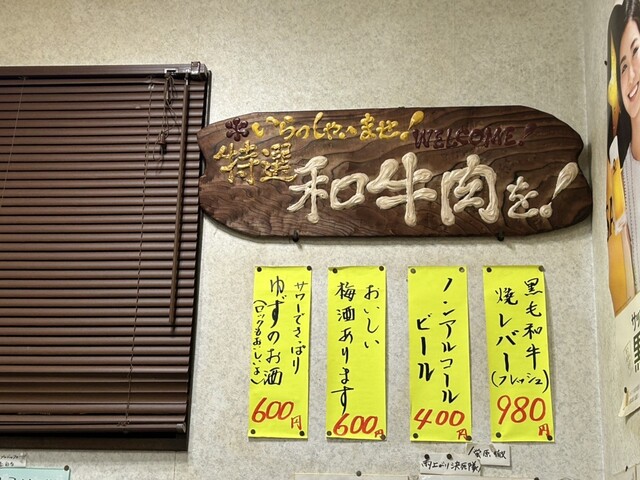 いらっしゃいませ! WELCOME!
特選
和牛肉を!
サワーでさっぱり
ゆずのお酒
(ロックもおいしいよ)
600円
おいしい
梅酒あります
600円
ノンアルコール
ビール
400円
黒毛和牛
焼レバー
(フレッシュ)
980円